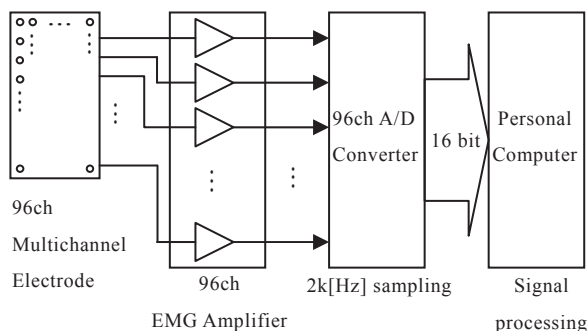 96ch A/D
Converter
16 bit
Personal
Computer
96ch
Multichannel
Electrode
96ch
EMG Amplifier
2k[Hz] sampling
Signal
processing